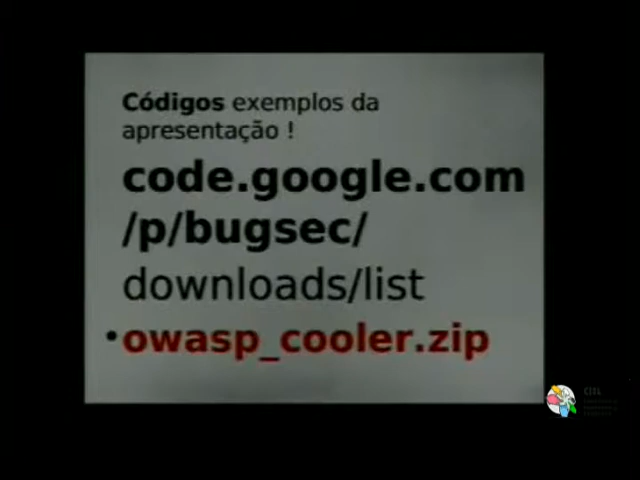 Códigos exemplos da
apresentação !
code.google.com
/p/bugsec/
downloads/list
•owasp_cooler.zip